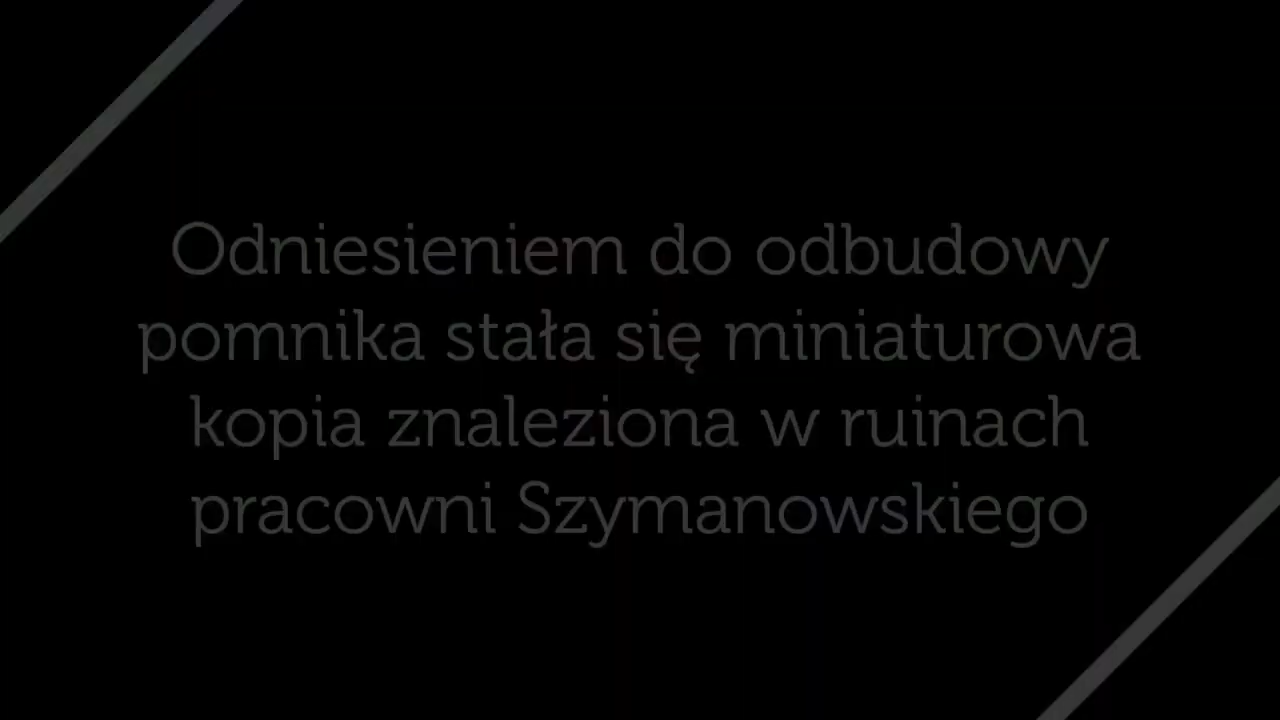 Odniesieniem do odbudowy
pomnika stała się miniaturowa
kopia znaleziona w ruinach
pracowni Szymanowskiego